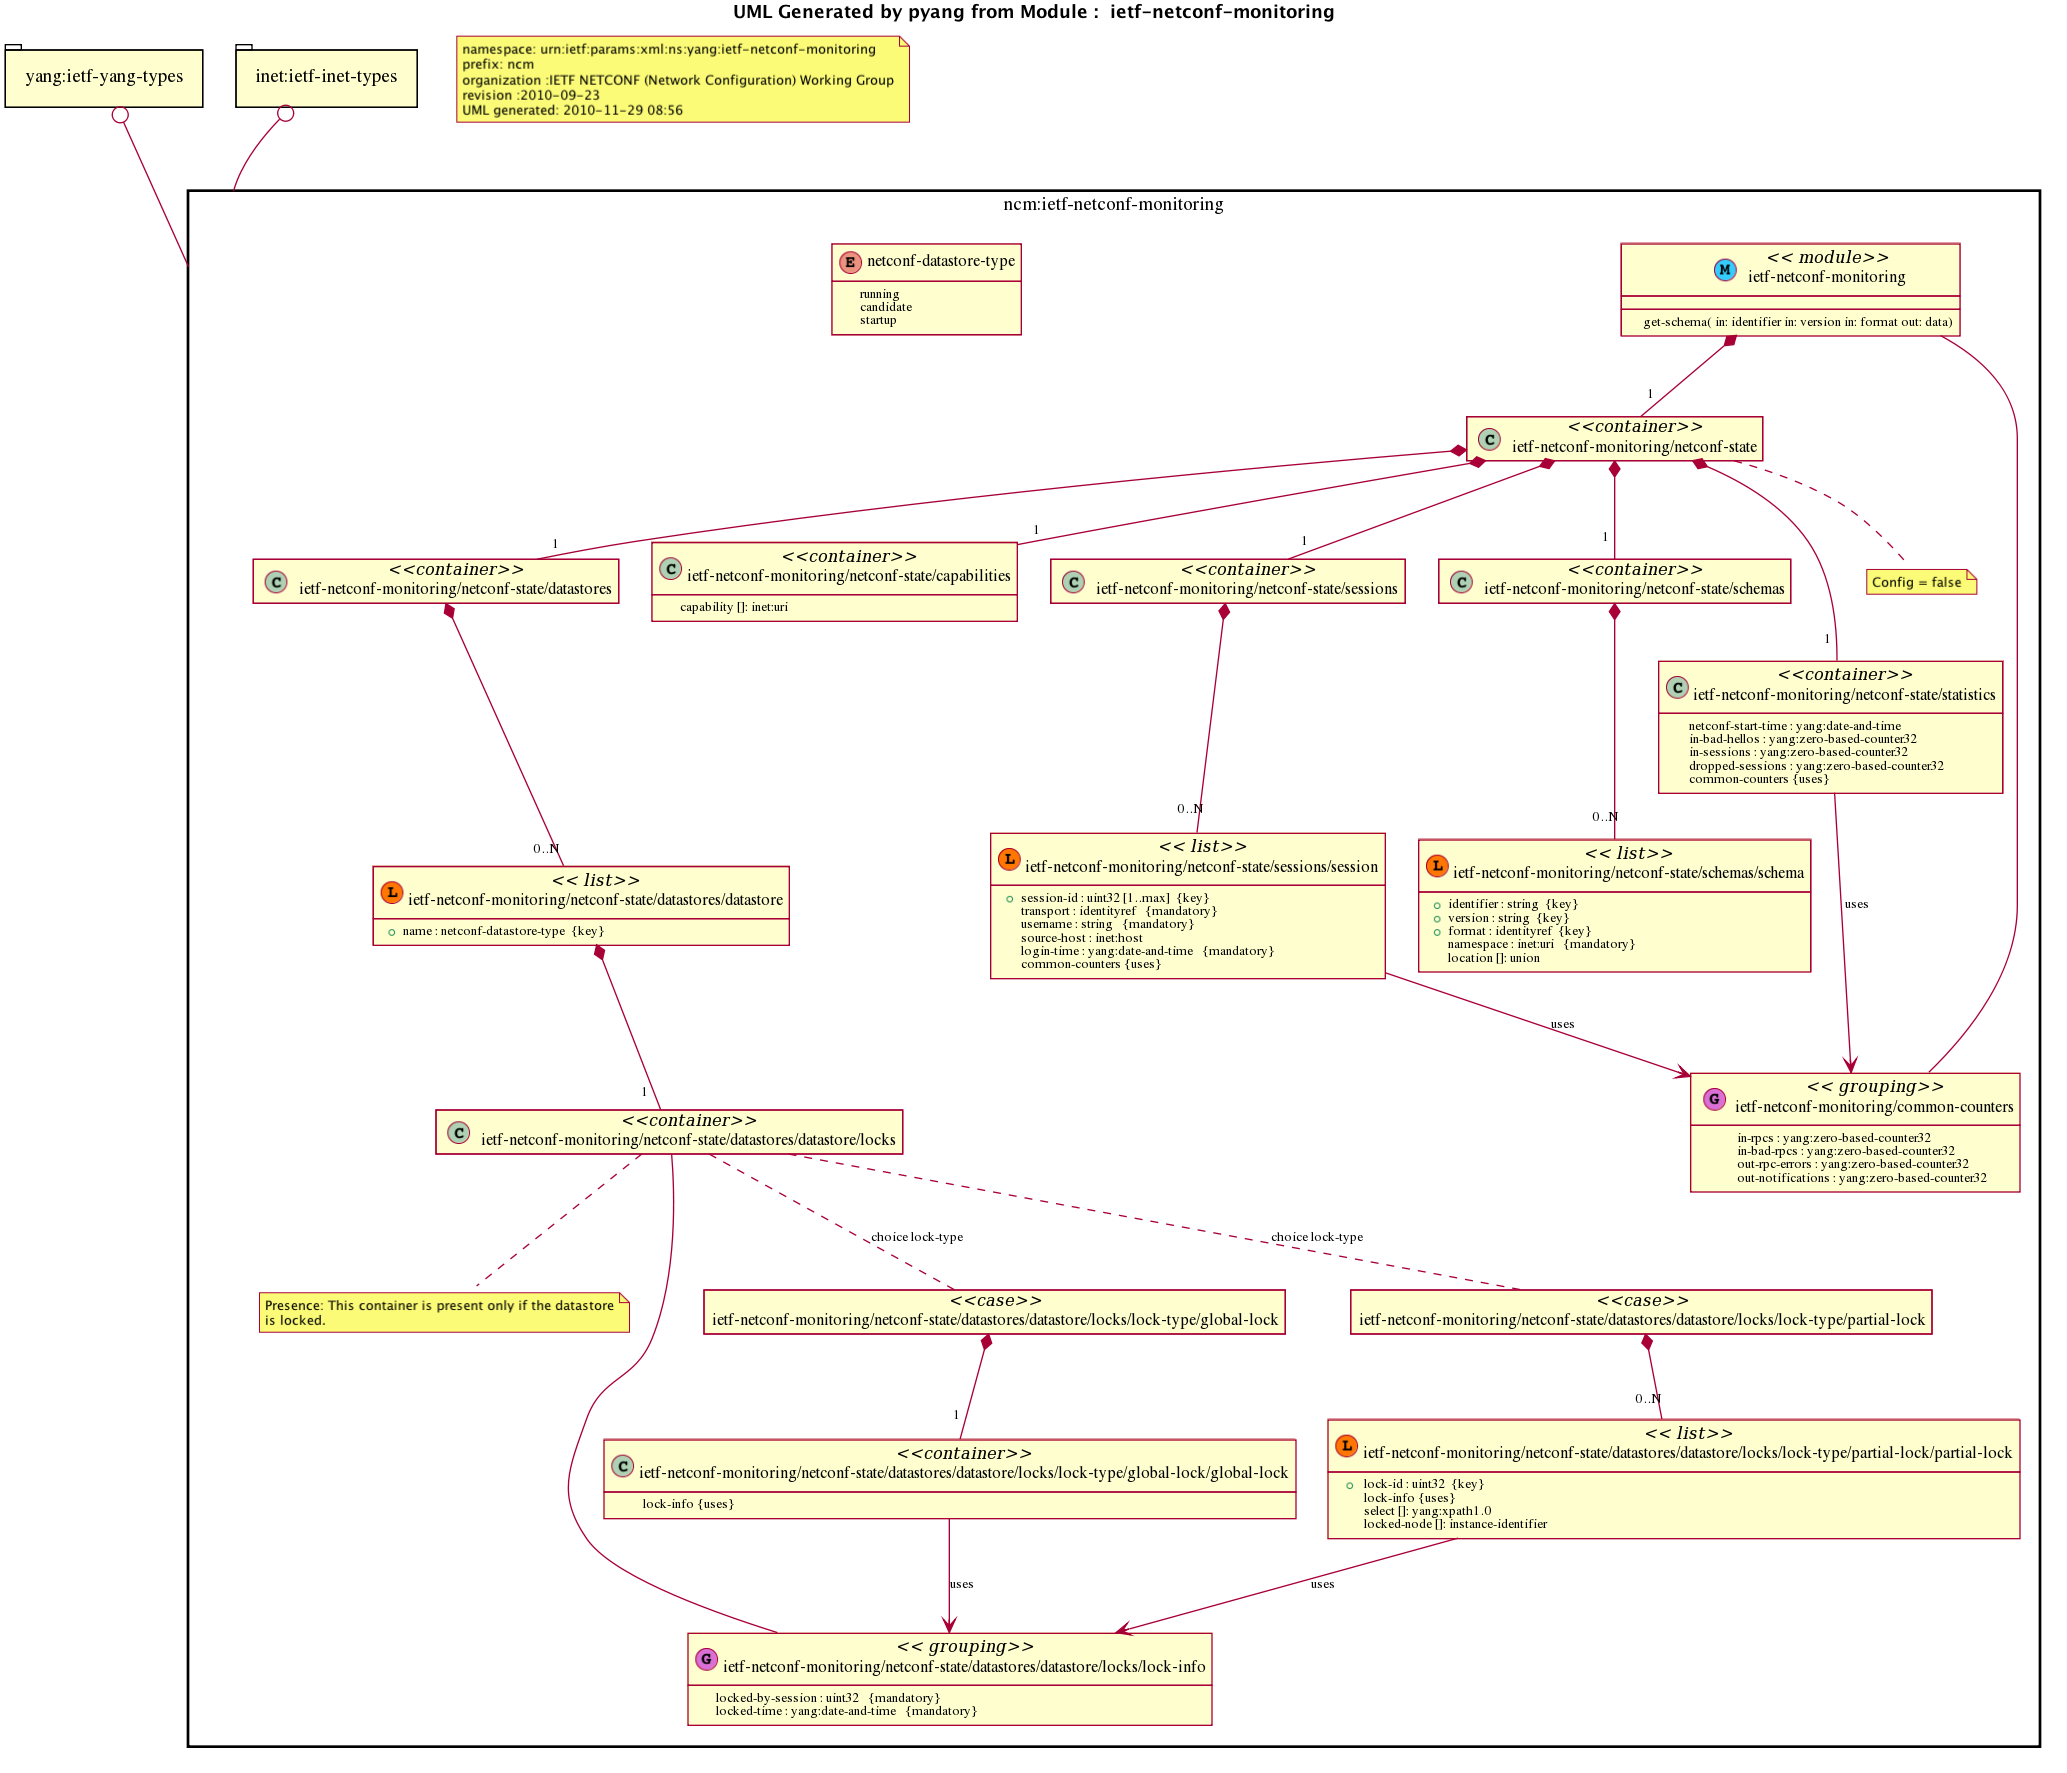 UML Generated by pyang from Module :  ietf-netconf-monitoring
yang:ietf-yang-types
inet:ietf-inet-types
namespace: urn:ietf:params:xml:ns:yang:ietf-netconf-monitoring
prefix: ncm
organization :IETF NETCONF (Network Configuration) Working Group
revision :2010-09-23
UML generated: 2010-11-29 08:56
ncm:ietf-netconf-monitoring
E netconf-datastore-type
running
candidate
startup
<< module>>
M ietf-netconf-monitoring
get-schema( in: identifier in: version in: format out: data)
1
<<container>>
C ietf-netconf-monitoring/netconf-state
1
1
1
1
1
Config = false
<<container>>
C ietf-netconf-monitoring/netconf-state/datastores
<<container>>
C ietf-netconf-monitoring/netconf-state/capabilities
capability []: inet:uri
<<container>>
C ietf-netconf-monitoring/netconf-state/sessions
<<container>>
C ietf-netconf-monitoring/netconf-state/schemas
<<container>>
C ietf-netconf-monitoring/netconf-state/statistics
netconf-start-time : yang:date-and-time
in-bad-hellos : yang:zero-based-counter32
in-sessions : yang:zero-based-counter32
dropped-sessions : yang:zero-based-counter32
common-counters {uses}
0..N
0..N
0..N
<< list>>
L ietf-netconf-monitoring/netconf-state/datastores/datastore
name : netconf-datastore-type  {key}
<< list>>
L ietf-netconf-monitoring/netconf-state/sessions/session
session-id : uint32 [1..max]  {key}
transport : identityref   {mandatory}
username : string   {mandatory}
source-host : inet:host
login-time : yang:date-and-time   {mandatory}
common-counters {uses}
<< list>>
L ietf-netconf-monitoring/netconf-state/schemas/schema
identifier : string  {key}
version : string  {key}
format : identityref  {key}
namespace : inet:uri   {mandatory}
location []: union
uses
uses
1
<< grouping>>
G ietf-netconf-monitoring/common-counters
in-rpcs : yang:zero-based-counter32
in-bad-rpcs : yang:zero-based-counter32
out-rpc-errors : yang:zero-based-counter32
out-notifications : yang:zero-based-counter32
<<container>>
C ietf-netconf-monitoring/netconf-state/datastores/datastore/locks
choice lock-type
choice lock-type
Presence: This container is present only if the datastore
is locked.
<<case>>
ietf-netconf-monitoring/netconf-state/datastores/datastore/locks/lock-type/global-lock
<<case>>
ietf-netconf-monitoring/netconf-state/datastores/datastore/locks/lock-type/partial-lock
1
0..N
<<container>>
C ietf-netconf-monitoring/netconf-state/datastores/datastore/locks/lock-type/global-lock/global-lock
lock-info {uses}
<< list>>
L ietf-netconf-monitoring/netconf-state/datastores/datastore/locks/lock-type/partial-lock/partial-lock
lock-id : uint32  {key}
lock-info {uses}
select []: yang:xpath1.0
locked-node []: instance-identifier
uses
uses
<< grouping>>
G ietf-netconf-monitoring/netconf-state/datastores/datastore/locks/lock-info
locked-by-session : uint32   {mandatory}
locked-time : yang:date-and-time   {mandatory}